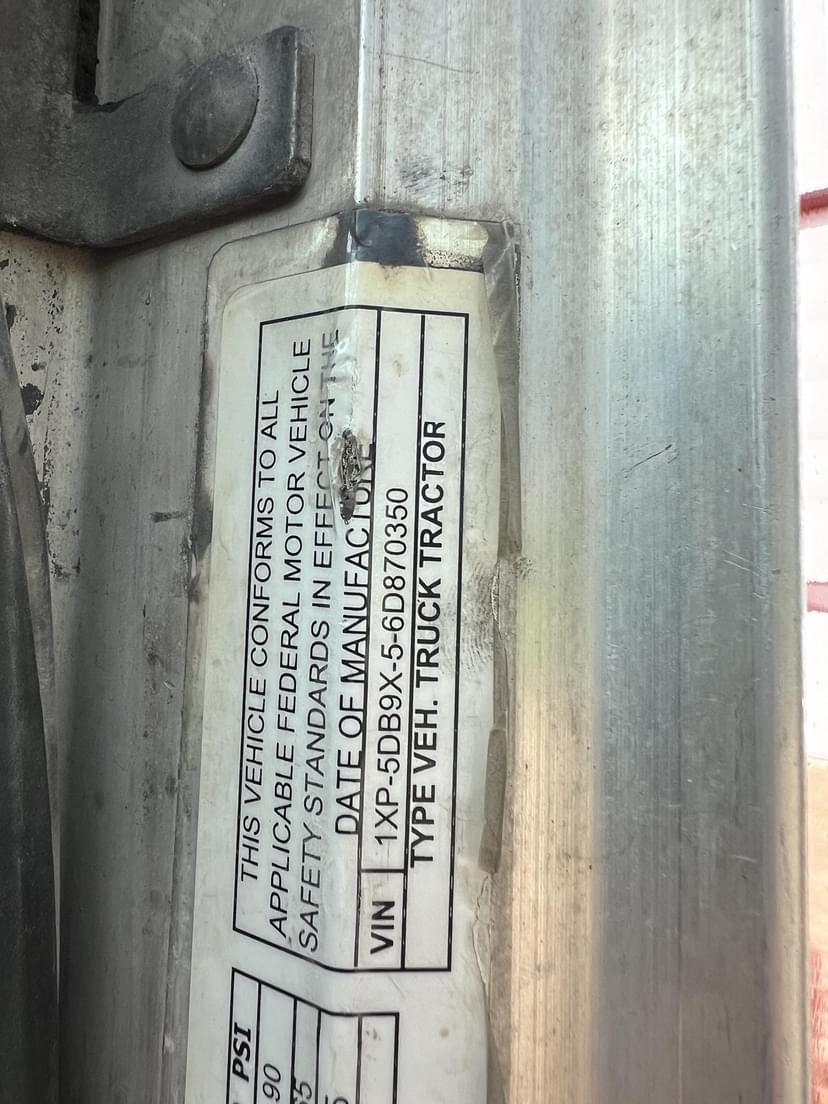 THIS VEHICLE CONFORMS TO ALL
APPLICABLE FEDERAL MOTOR VEHICLE
SAFETY STANDARDS IN EFFECT ON THE
DATE OF MANUFACTURE
VIN 1XP-5DB9X-5-6D870350
TYPE VEH. TRUCK TRACTOR
PSI
90